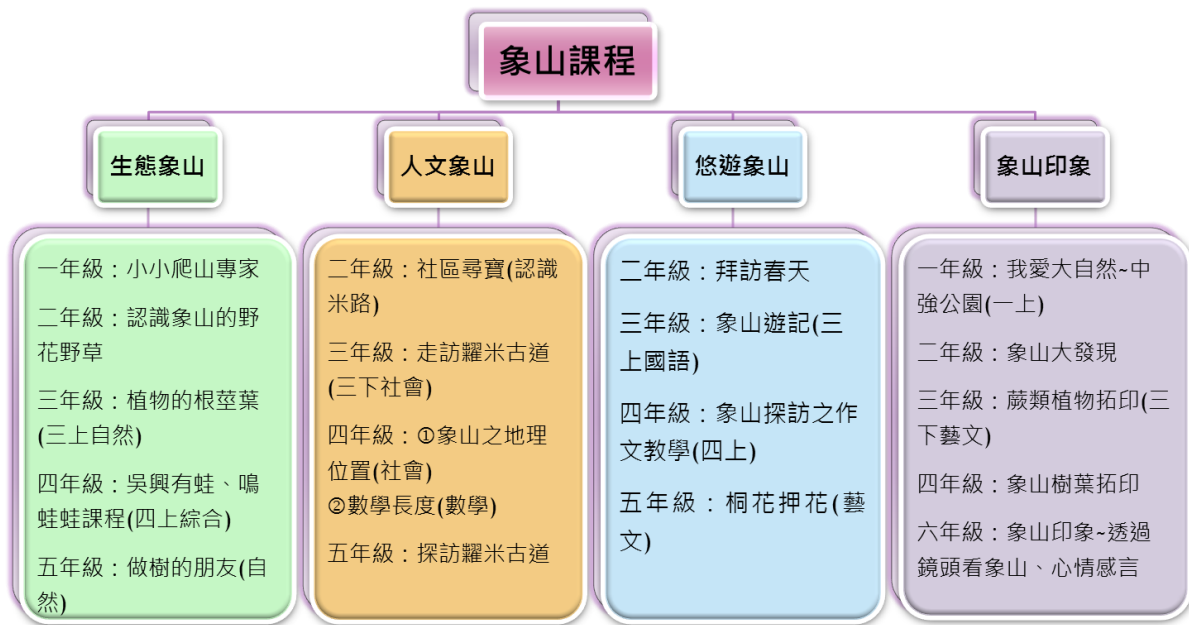 象山課程
生態象山
一年級：小小爬山專家
二年級：認識象山的野
花野草
三年級：植物的根莖葉
(三上自然)
四年級：吳興有蛙、鳴
蛙蛙課程(四上綜合)
五年級：做樹的朋友(自
然)
人文象山
二年級：社區尋寶(認識
米路)
三年級：走訪糶米古道
(三下社會)
四年級：①象山之地理
位置(社會)
②數學長度(數學)
五年級：探訪糶米古道
悠遊象山
二年級：拜訪春天
三年級：象山遊記(三
上國語)
四年級：象山探訪之作
文教學(四上)
五年級：桐花押花(藝
文)
象山印象
一年級：我愛大自然~中
強公園(一上)
二年級：象山大發現
三年級：蕨類植物拓印(三
下藝文)
四年級：象山樹葉拓印
六年級：象山印象~透過
鏡頭看象山、心情感言